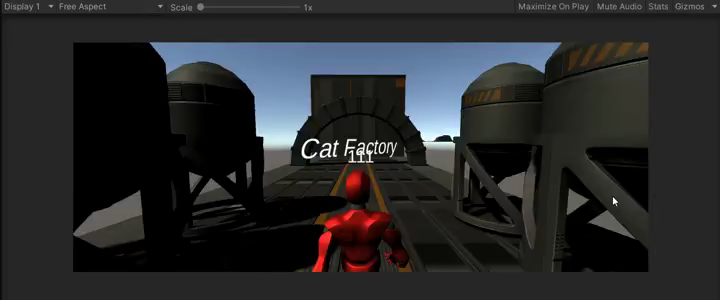 Display 1 Free Aspect Scale 1x Maximize On Play Mute Audio Stats Gizmos
Cat Factory
111